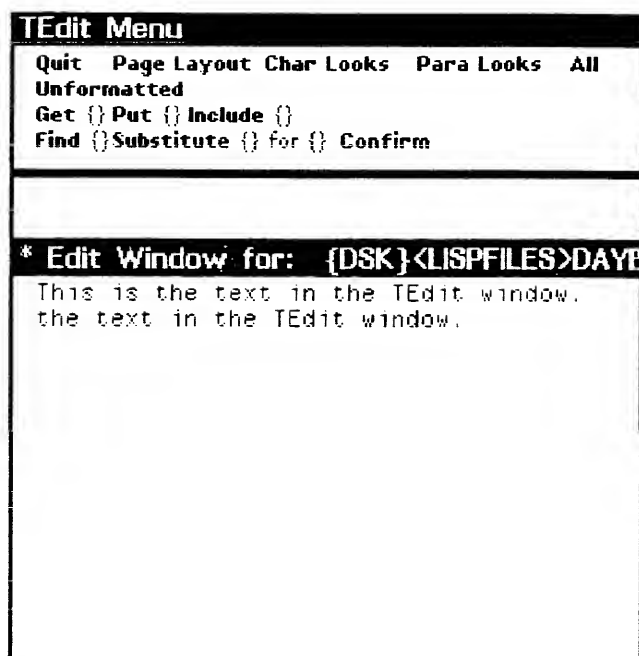 TEdit Menu
Quit Page Layout Char Looks Para Looks All
Unformatted
Get {} Put {} Include {}
Find {} Substitute {} for {} Confirm
* Edit Window for: {DSK}<LISPFILES>DAYB
This is the text in the TEdit window.
the text in the TEdit window.